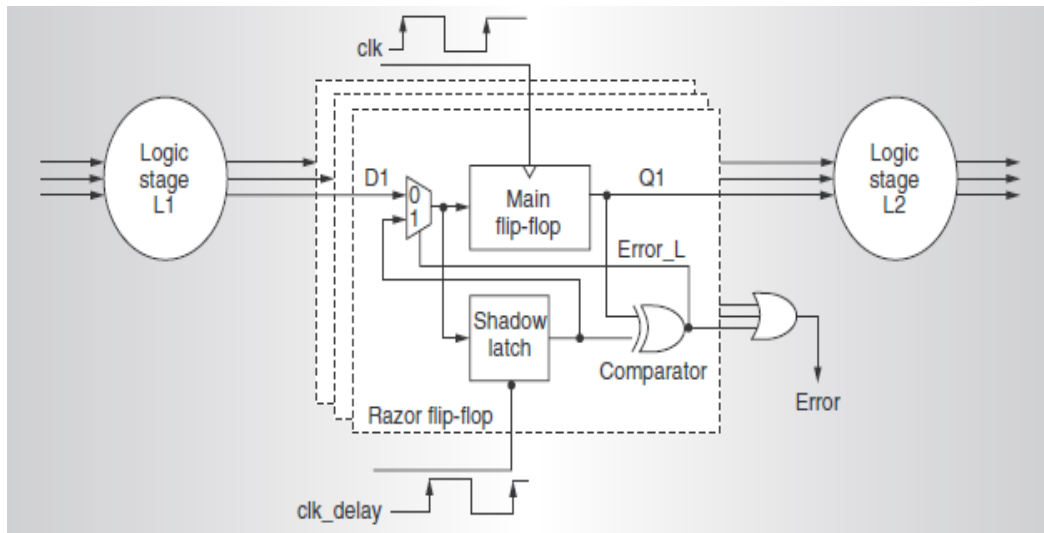 clk
Logic
stage
L1
D1
0
1
Main
flip-flop
Q1
Logic
stage
L2
Error_L
Shadow
latch
Comparator
Error
Razor flip-flop
clk_delay